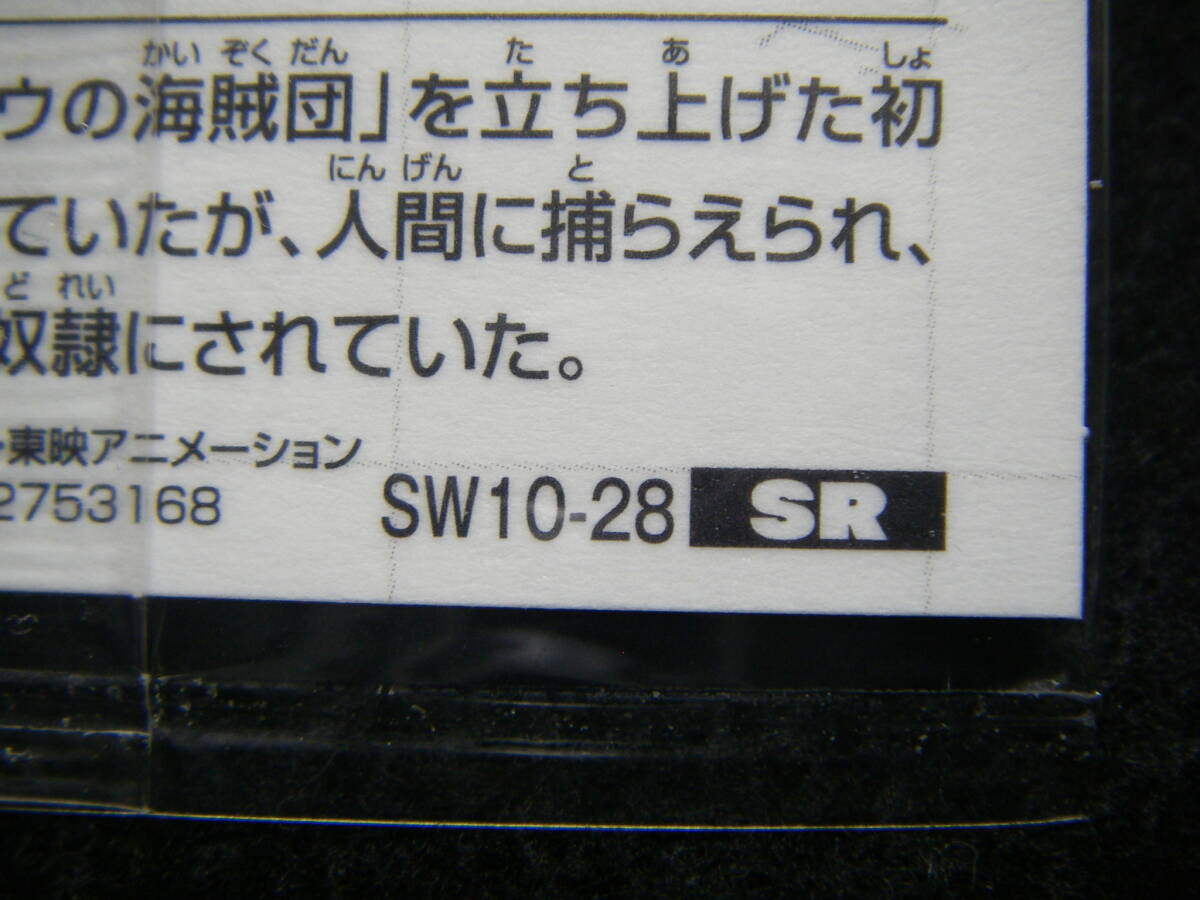 かいぞくだん た あ しょ
ウの海賊団」を立ち上げた初
にんげん と
ていたが、人間に捕らえられ、
どれい
奴隷にされていた。
・東映アニメーション
2753168
SW10-28 SR